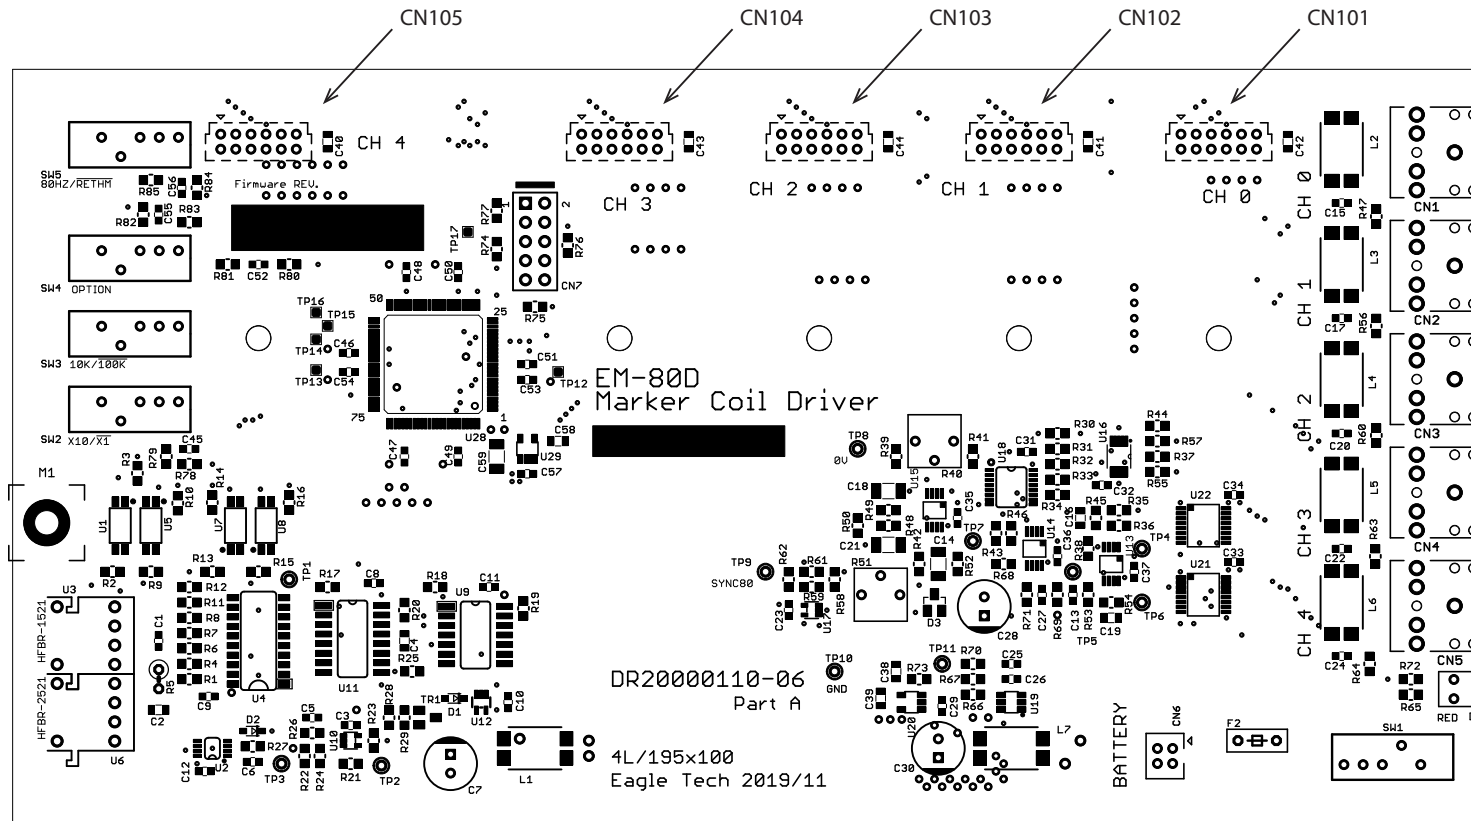 CN105
CN104
CN103
CN102
CN101
CH 4
C40
C43
C44
C41
C42
SW5
80HZ/RETHM
R85
C56
R84
Firmware REV.
R82
C55
R83
CH 3
CH 2
CH 1
CH 0
L2
CH 0
C15
R47
CN1
R77
1
2
TP17
R74
R76
SW4
OPTION
R81
C52
R80
C48
C50
CN7
L3
CH 1
C17
R56
CN2
TP16
TP15
TP14
TP13
C46
C54
50
25
75
1
R75
C51
C53
TP12
SW3
10K/100K
EM-80D
Marker Coil Driver
L4
CH 2
C20
R60
CN3
SW2
X10/X1
C45
R79
R78
R3
R14
R10
R16
C47
C49
U28
C59
U29
C58
C57
TP8
0V
R39
R40
R41
U15
U18
C31
R30
R31
R32
R33
R34
U16
C32
R44
R57
R37
R55
M1
U1
U5
U7
U8
C18
R49
R50
C21
R48
C35
TP7
R46
U14
C36
C16
R45
R35
R36
R38
U13
TP4
C37
U22
C34
L5
CH 3
C22
R63
CN4
R2
R9
R13
R15
TP1
R17
C8
R18
U9
C11
R19
R20
C4
R25
TP9
SYNC80
R62
R61
R59
C23
U17
R58
R51
R42
C14
R52
D3
R43
R68
C28
R71
C27
R69
C13
R53
TP5
R54
C19
TP6
U21
C33
L6
CH 4
C24
R64
CN5
U3
HFBR-1521
HFBR-2521
U6
C1
R5
C2
R12
R11
R8
R7
R6
R4
R1
C9
U4
U11
TP10
GND
TP11
R70
R67
R66
C25
C26
U19
C38
C39
R73
U20
C29
C30
L7
DR20000110-06
Part A
TR1
D1
U12
C10
D2
R27
C6
U2
C12
TP3
R26
C5
R22
R24
C3
U10
R21
R23
TP2
R28
R29
C7
L1
4L/195x100
Eagle Tech 2019/11
BATTERY
CN6
F2
SW1
R72
R65
RED